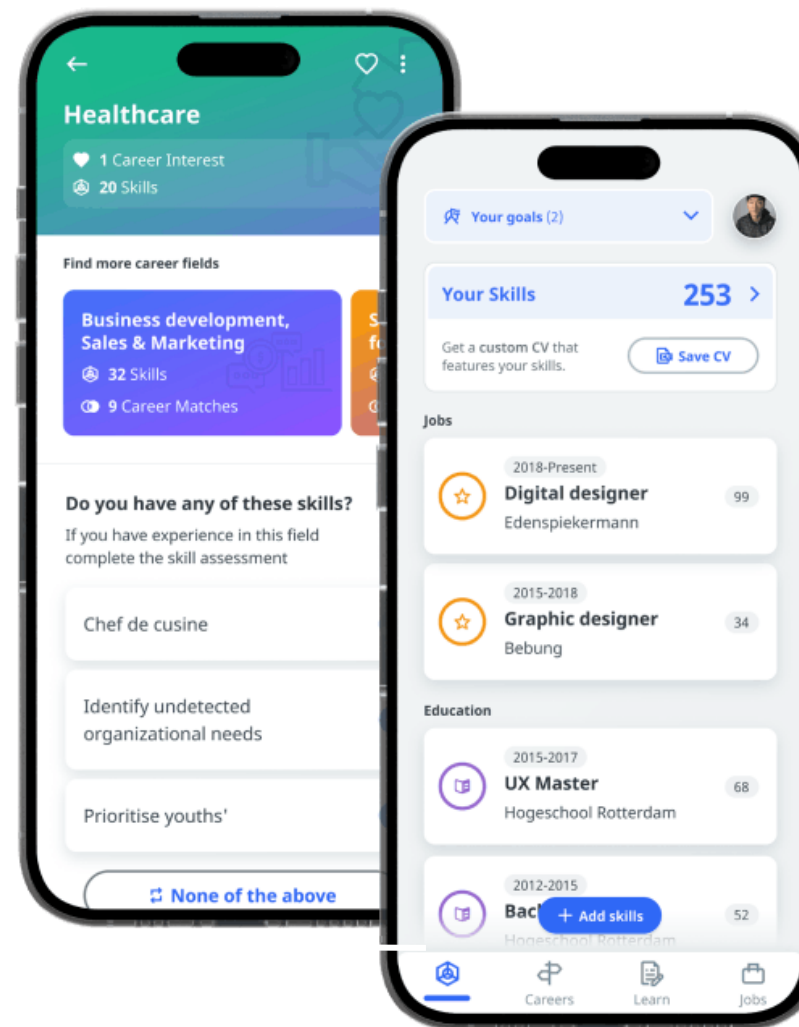 Healthcare
1 Career Interest
20 Skills
Find more career fields
Business development,
Sales & Marketing
32 Skills
9 Career Matches
Do you have any of these skills?
If you have experience in this field
complete the skill assessment
Chef de cusine
Identify undetected
organizational needs
Prioritise youths'
None of the above
Your goals (2)
Your Skills 253
Get a custom CV that
features your skills.
Save CV
Jobs
2018-Present
Digital designer 99
Edenspiekermann
2015-2018
Graphic designer 34
Bebung
Education
2015-2017
UX Master 68
Hogeschool Rotterdam
2012-2015
52
+ Add skills
Hogeschool Rotterdam
Careers Learn Jobs